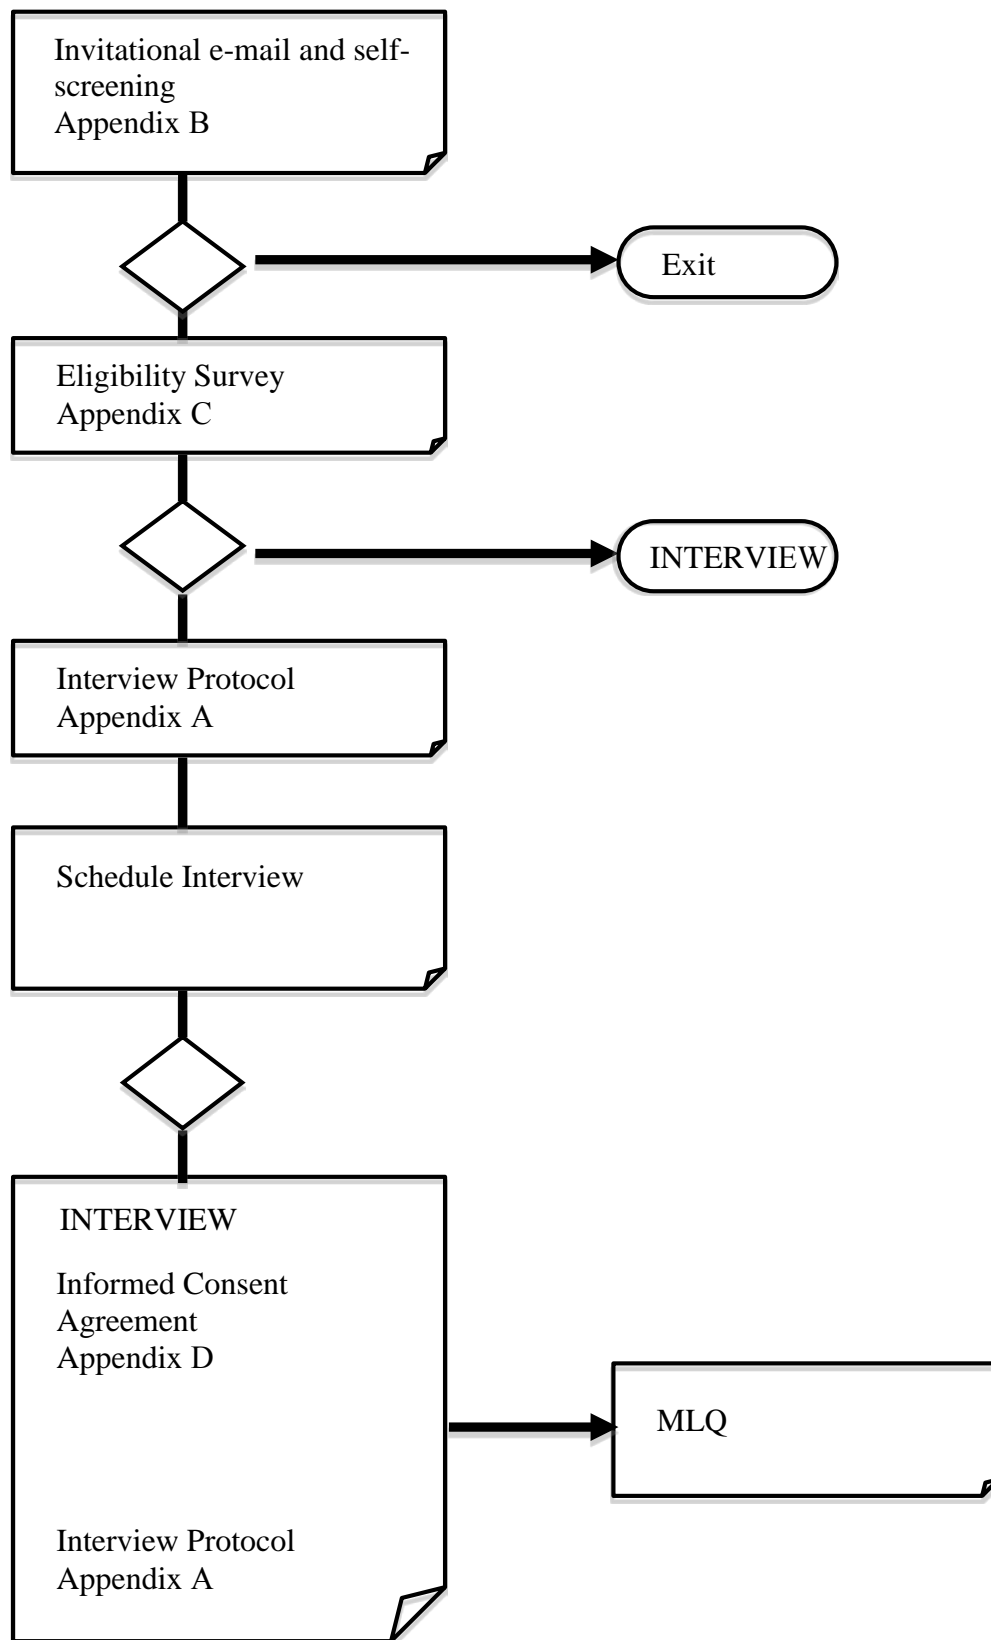 Invitational e-mail and self-
screening
Appendix B
Exit
Eligibility Survey
Appendix C
INTERVIEW
Interview Protocol
Appendix A
Schedule Interview
INTERVIEW
Informed Consent
Agreement
Appendix D
MLQ
Interview Protocol
Appendix A